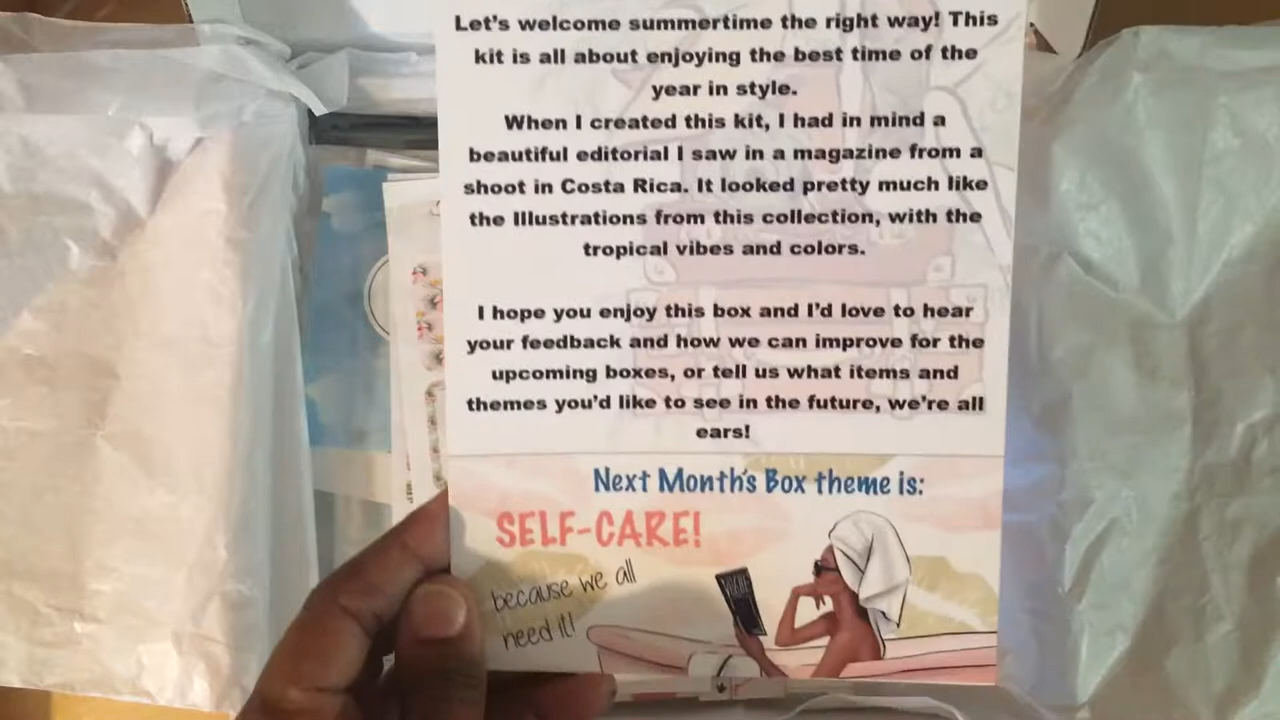 Let's welcome summertime the right way! This
kit is all about enjoying the best time of the
year in style.
When I created this kit, I had in mind a
beautiful editorial I saw in a magazine from a
shoot in Costa Rica. It looked pretty much like
the Illustrations from this collection, with the
tropical vibes and colors.
I hope you enjoy this box and I'd love to hear
your feedback and how we can improve for the
upcoming boxes, or tell us what items and
themes you'd like to see in the future, we're all
ears!
Next Month's Box theme is:
SELF-CARE!
because we all
need it!